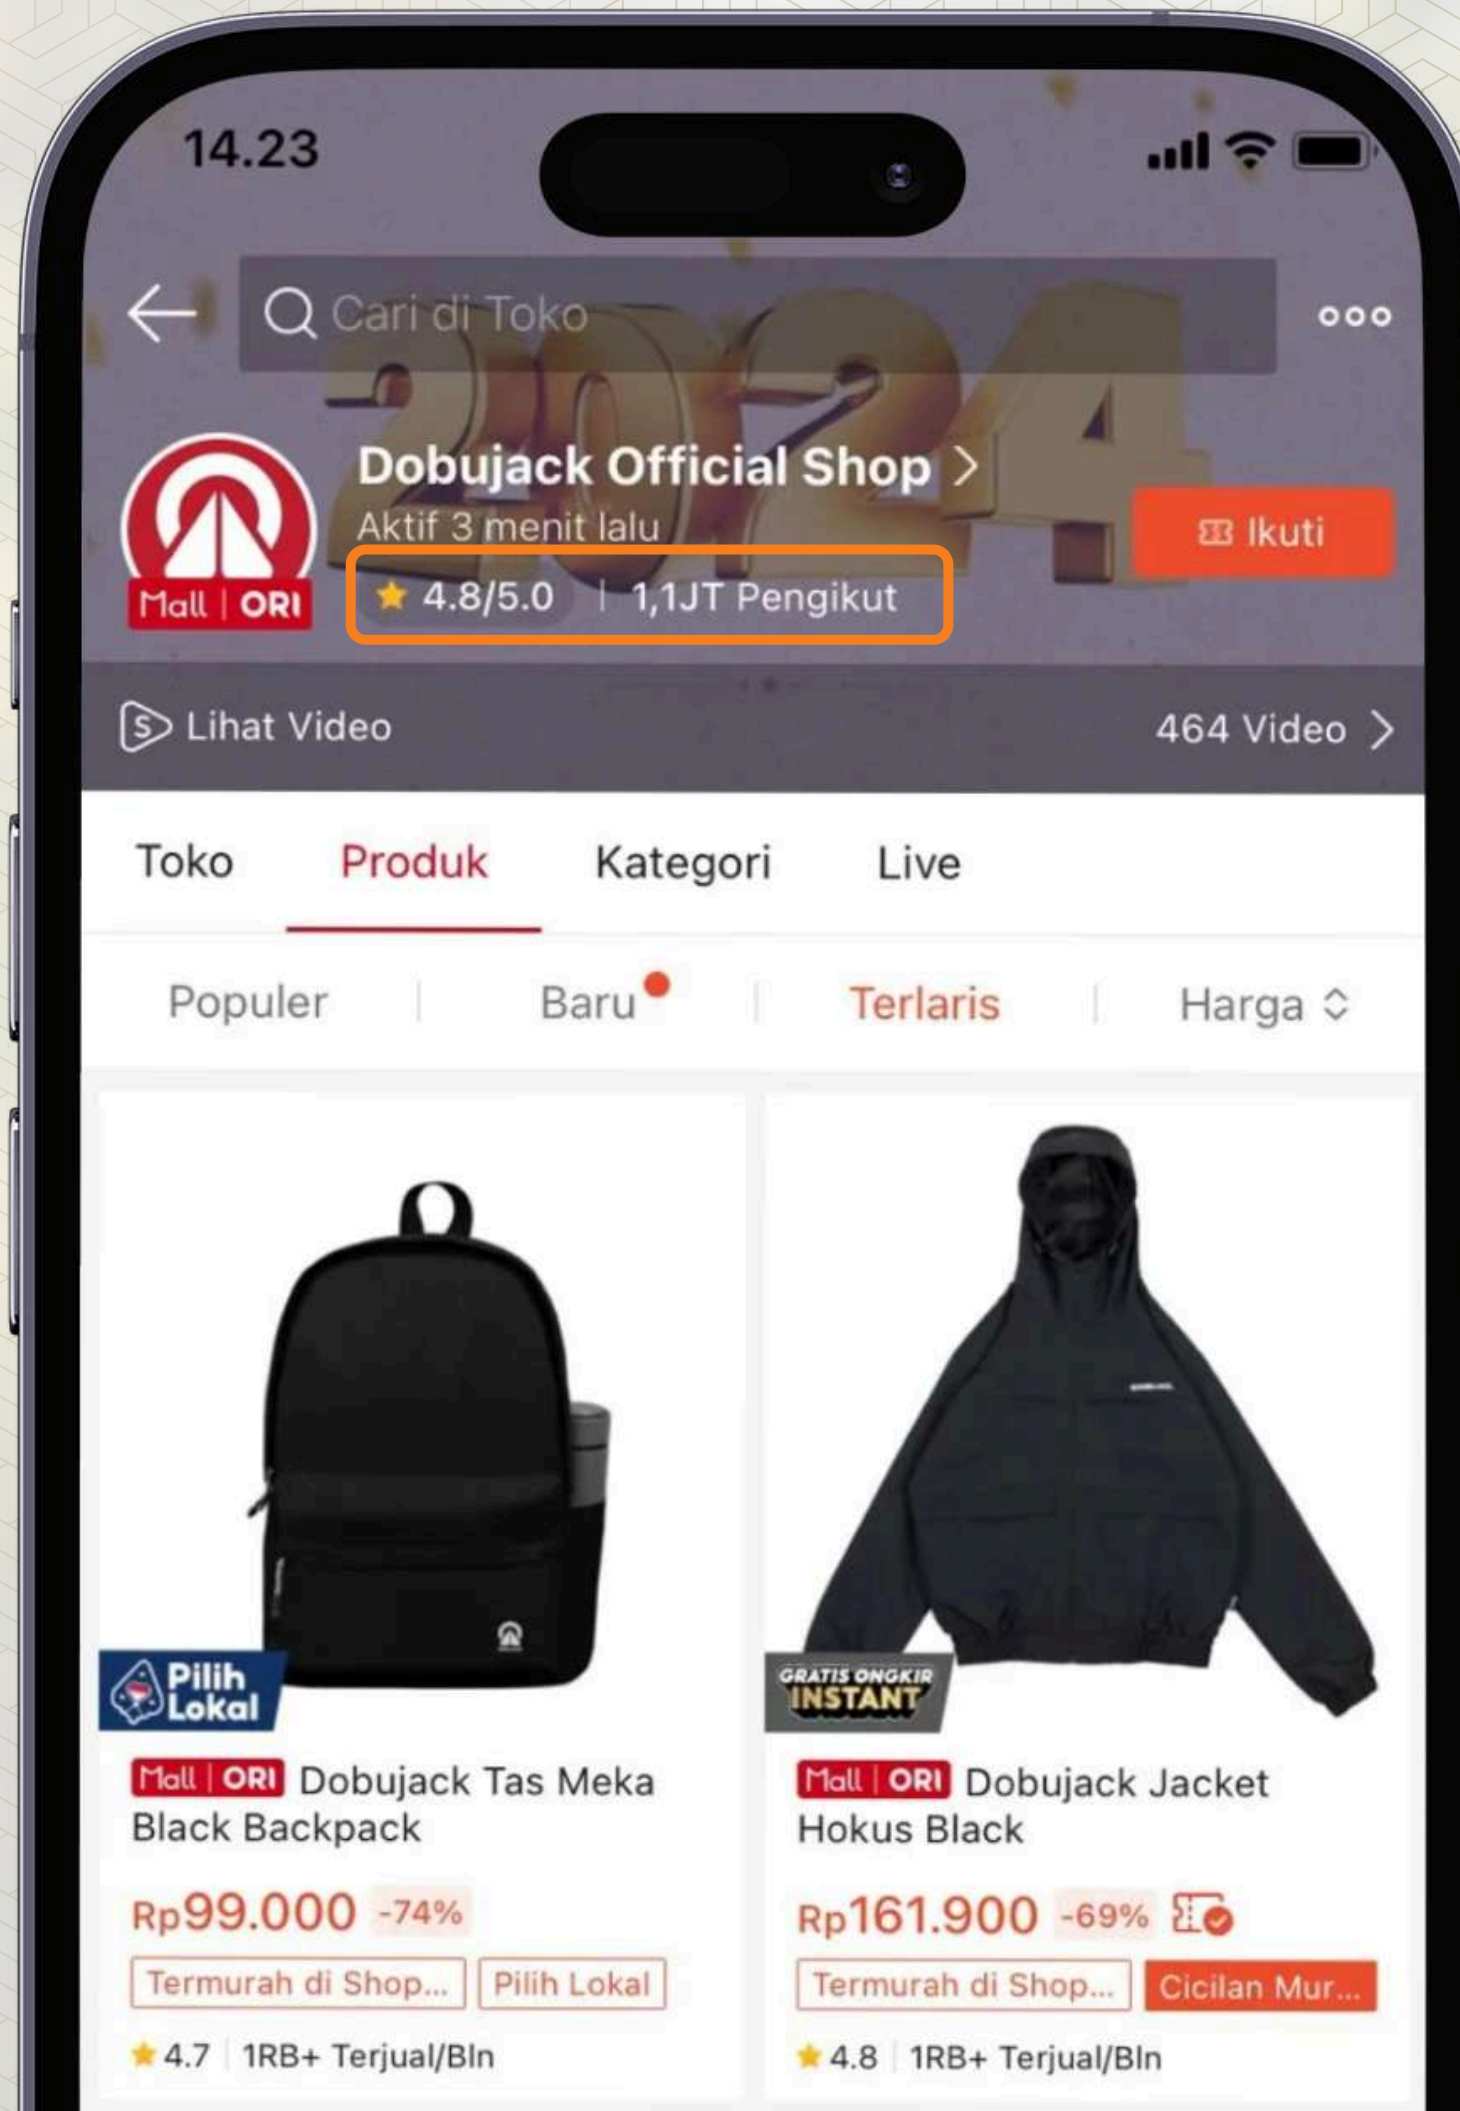 14.23
2024
Cari di Toko
Dobujack Official Shop >
Aktif 3 menit lalu
Mall | ORI
4.8/5.0 | 1,1JT Pengikut
Ikuti
S Lihat Video
464 Video >
Toko Produk Kategori Live
Populer | Baru | Terlaris | Harga
Pilih
Lokal
GRATIS ONGKIR
INSTANT
Mall | ORI Dobujack Tas Meka
Black Backpack
Rp99.000 -74%
Termurah di Shop... Pilih Lokal
4.7 | 1RB+ Terjual/Bln
Mall | ORI Dobujack Jacket
Hokus Black
Rp161.900 -69%
Termurah di Shop... Cicilan Mur...
4.8 | 1RB+ Terjual/Bln